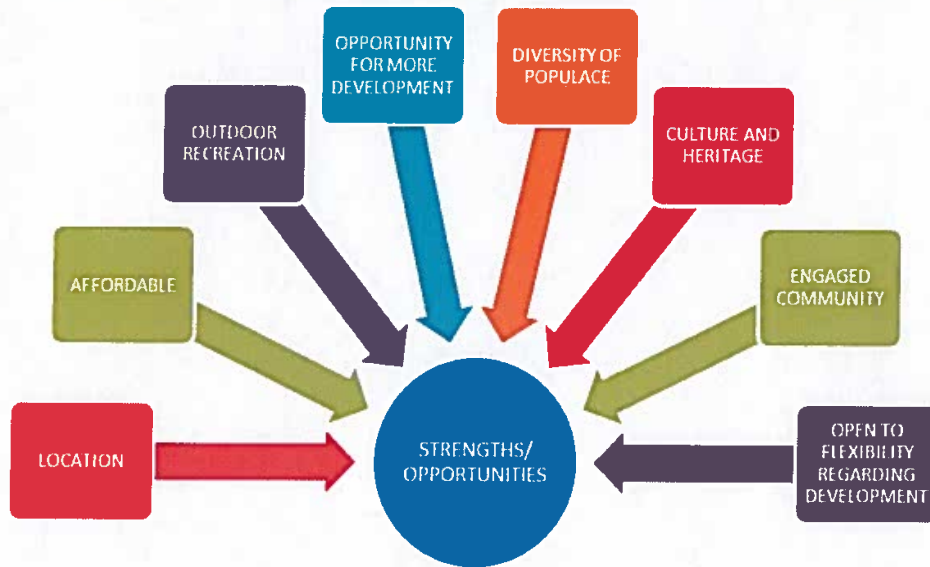 OPPORTUNITY
FOR MORE
DEVELOPMENT
DIVERSITY OF
POPULACE
OUTDOOR
RECREATION
CULTURE AND
HERITAGE
AFFORDABLE
ENGAGED
COMMUNITY
LOCATION
STRENGTHS/
OPPORTUNITIES
OPEN TO
FLEXIBILITY
REGARDING
DEVELOPMENT